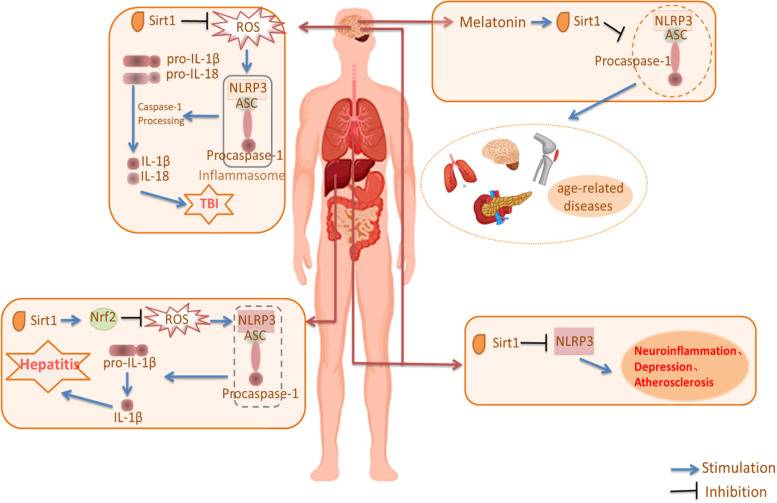 Sirt1
ROS
pro-IL-1β
pro-IL-18
NLRP3
ASC
Caspase-1
Processing
Procaspase-1
Inflammasome
IL-1β
IL-18
TBI
Melatonin
Sirt1
NLRP3
ASC
Procaspase-1
age-related
diseases
Sirt1
Nrf2
ROS
NLRP3
ASC
Hepatitis
pro-IL-1β
Procaspase-1
IL-1β
Sirt1
NLRP3
Neuroinflammation、
Depression、
Atherosclerosis
Stimulation
Inhibition